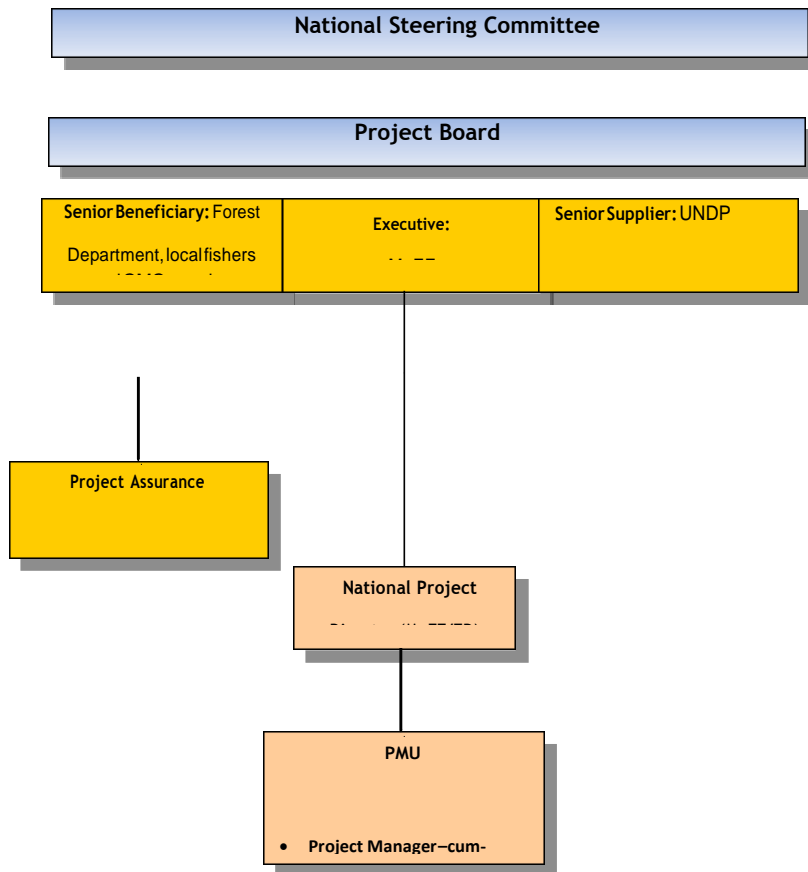 National Steering Committee
Project Board
Senior Beneficiary: Forest
Department, local fishers
Executive:
Senior Supplier: UNDP
Project Assurance
National Project
PMU
• Project Manager–cum-